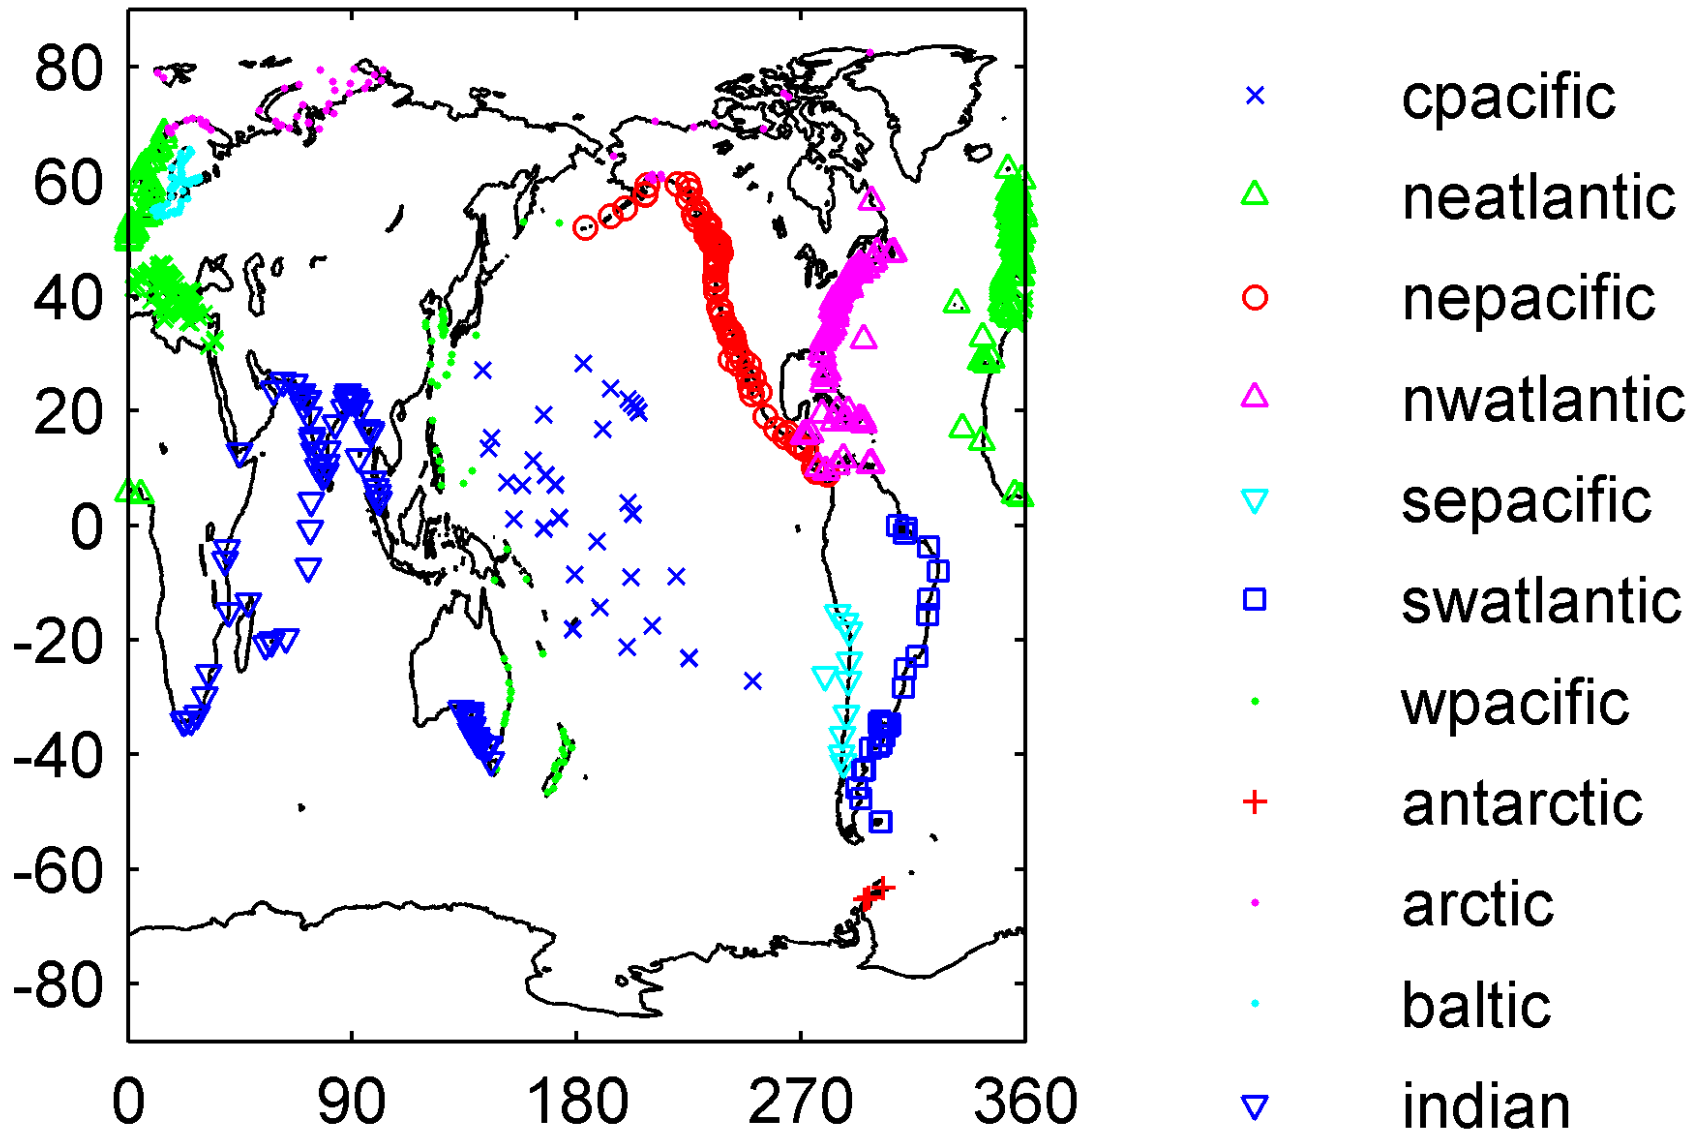 80
60
40
20
0
-20
-40
-60
-80
0 90 180 270 360
cpacific
neatlantic
nepacific
nwatlantic
sepacific
swatlantic
wpacific
antarctic
arctic
baltic
indian